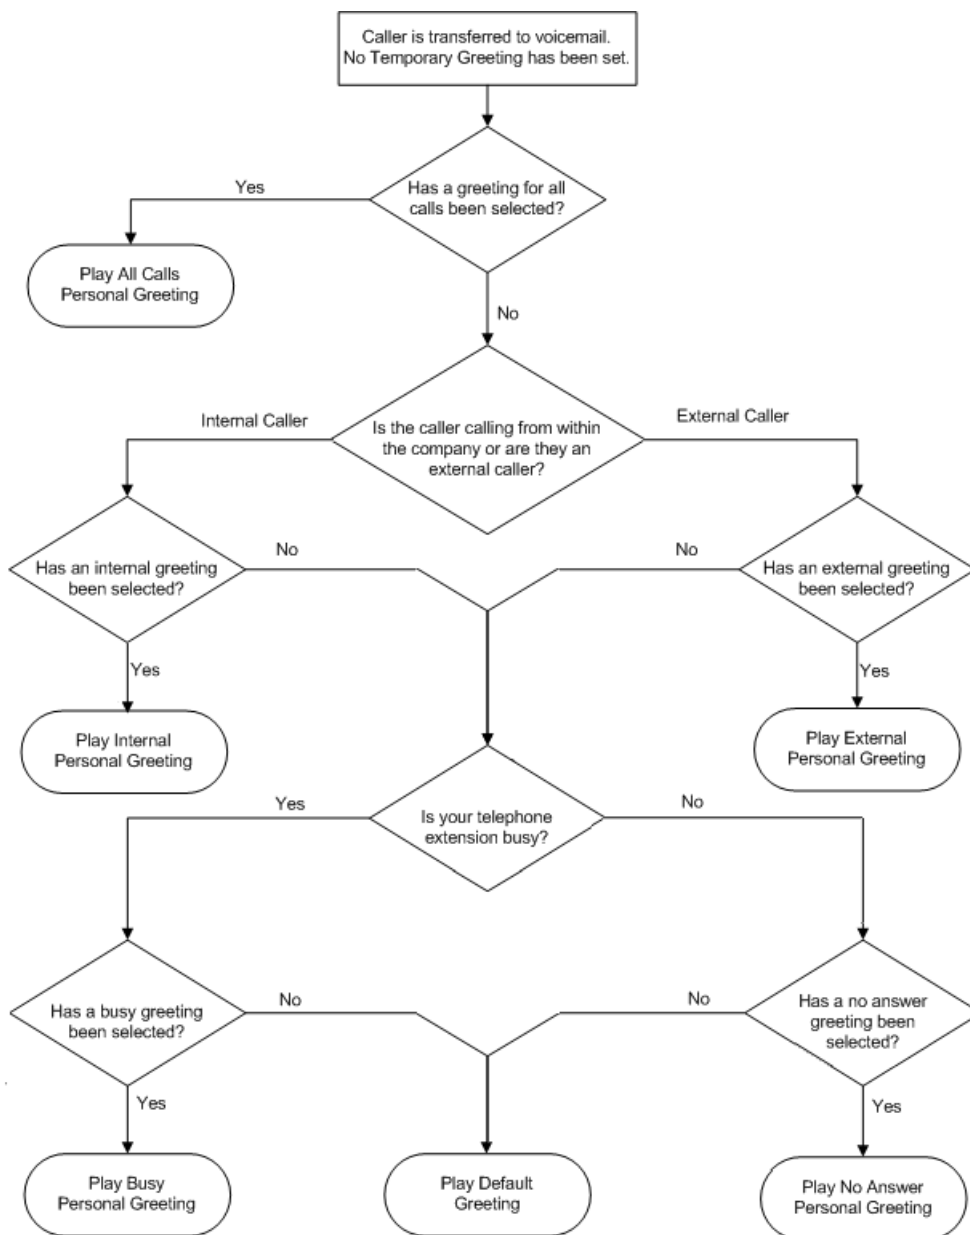 Caller is transferred to voicemail.
No Temporary Greeting has been set.
Yes
Has a greeting for all
calls been selected?
Play All Calls
Personal Greeting
No
Internal Caller
External Caller
Is the caller calling from within
the company or are they an
external caller?
Has an internal greeting
been selected?
No
No
Has an external greeting
been selected?
Yes
Yes
Play Internal
Personal Greeting
Play External
Personal Greeting
Yes
Is your telephone
extension busy?
No
Has a busy greeting
been selected?
No
No
Has a no answer
greeting been
selected?
Yes
Yes
Play Busy
Personal Greeting
Play Default
Greeting
Play No Answer
Personal Greeting